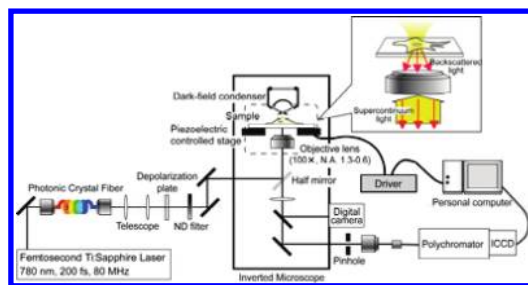 Dark-field condenser
Sample
Piezoelectric
controlled stage
Objective lens
(100×, N.A. 1.3-0.6)
Half mirror
Backscattered
light
Supercontinuum
light
Depolarization
plate
Photonic Crystal Fiber
Telescope
ND filter
Femtosecond Ti:Sapphire Laser
780 nm, 200 fs, 80 MHz
Digital
camera
Pinhole
Inverted Microscope
Driver
Personal computer
Polychromator
ICCD